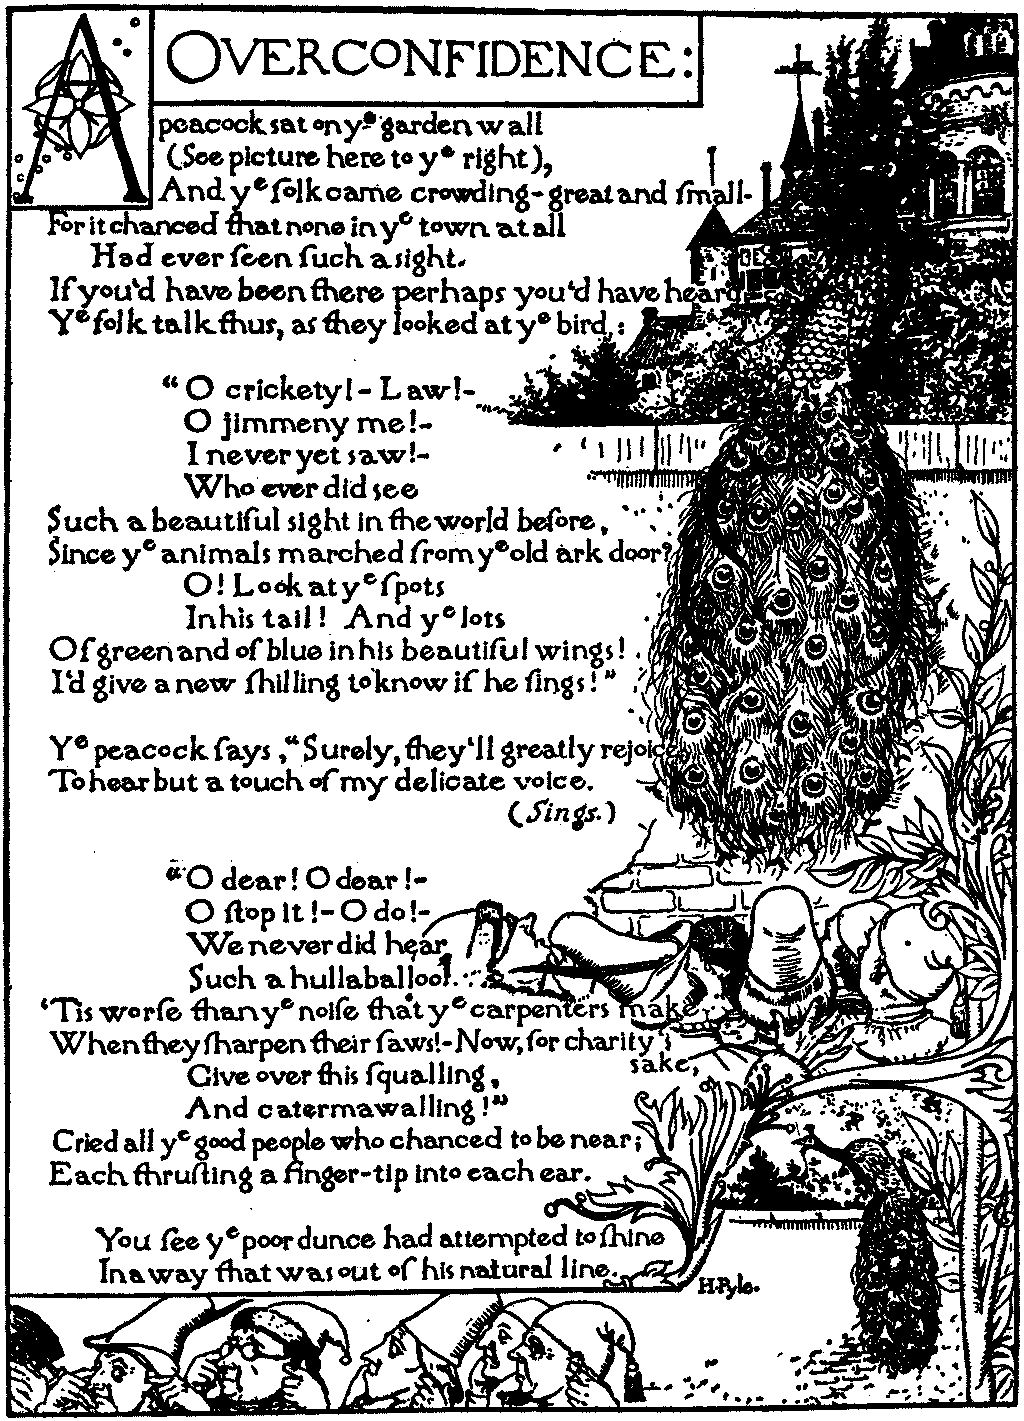 OVERCONFIDENCE:
A peacock sat on yᵉ garden wall
(See picture here to yᵉ right),
And yᵉ ſolk came crowding-great and ſmall-
For it chanced that none in yᵉ town at all
Had ever ſeen ſuch a sight.
If you'd have been there perhaps you'd have heard
Yᵉ folk talk thus, as they looked at yᵉ bird.:
“O crickety!- Law!-
O jimmeny me!-
I never yet saw!-
Who ever did see
Such a beautiful sight in the world before,
Since yᵉ animals marched from yᵉ old ark door?
O! Look at yᵉ ſpots
In his tail! And yᵉ lots
Of green and of blue in his beautiful wings!
I'd give a new ſhilling to know if he ſings!”
Yᵉ peacock ſays, “Surely, they'll greatly rejoice
To hear but a touch of my delicate voice.
(Sings.)
“O dear! O dear!-
O ſtop it!-O do!-
We never did hear
Such a hullaballoo!
'Tis worſe than yᵉ noiſe that yᵉ carpenters make
When they ſharpen their ſaws!-Now, for charity's
sake,
Give over this ſqualling,
And catermawalling!”
Cried all yᵉ good people who chanced to be near;
Each thruſting a finger-tip into each ear.
You ſee yᵉ poor dunce had attempted to ſhine
In a way that was out of his natural line.
H. Pyle.